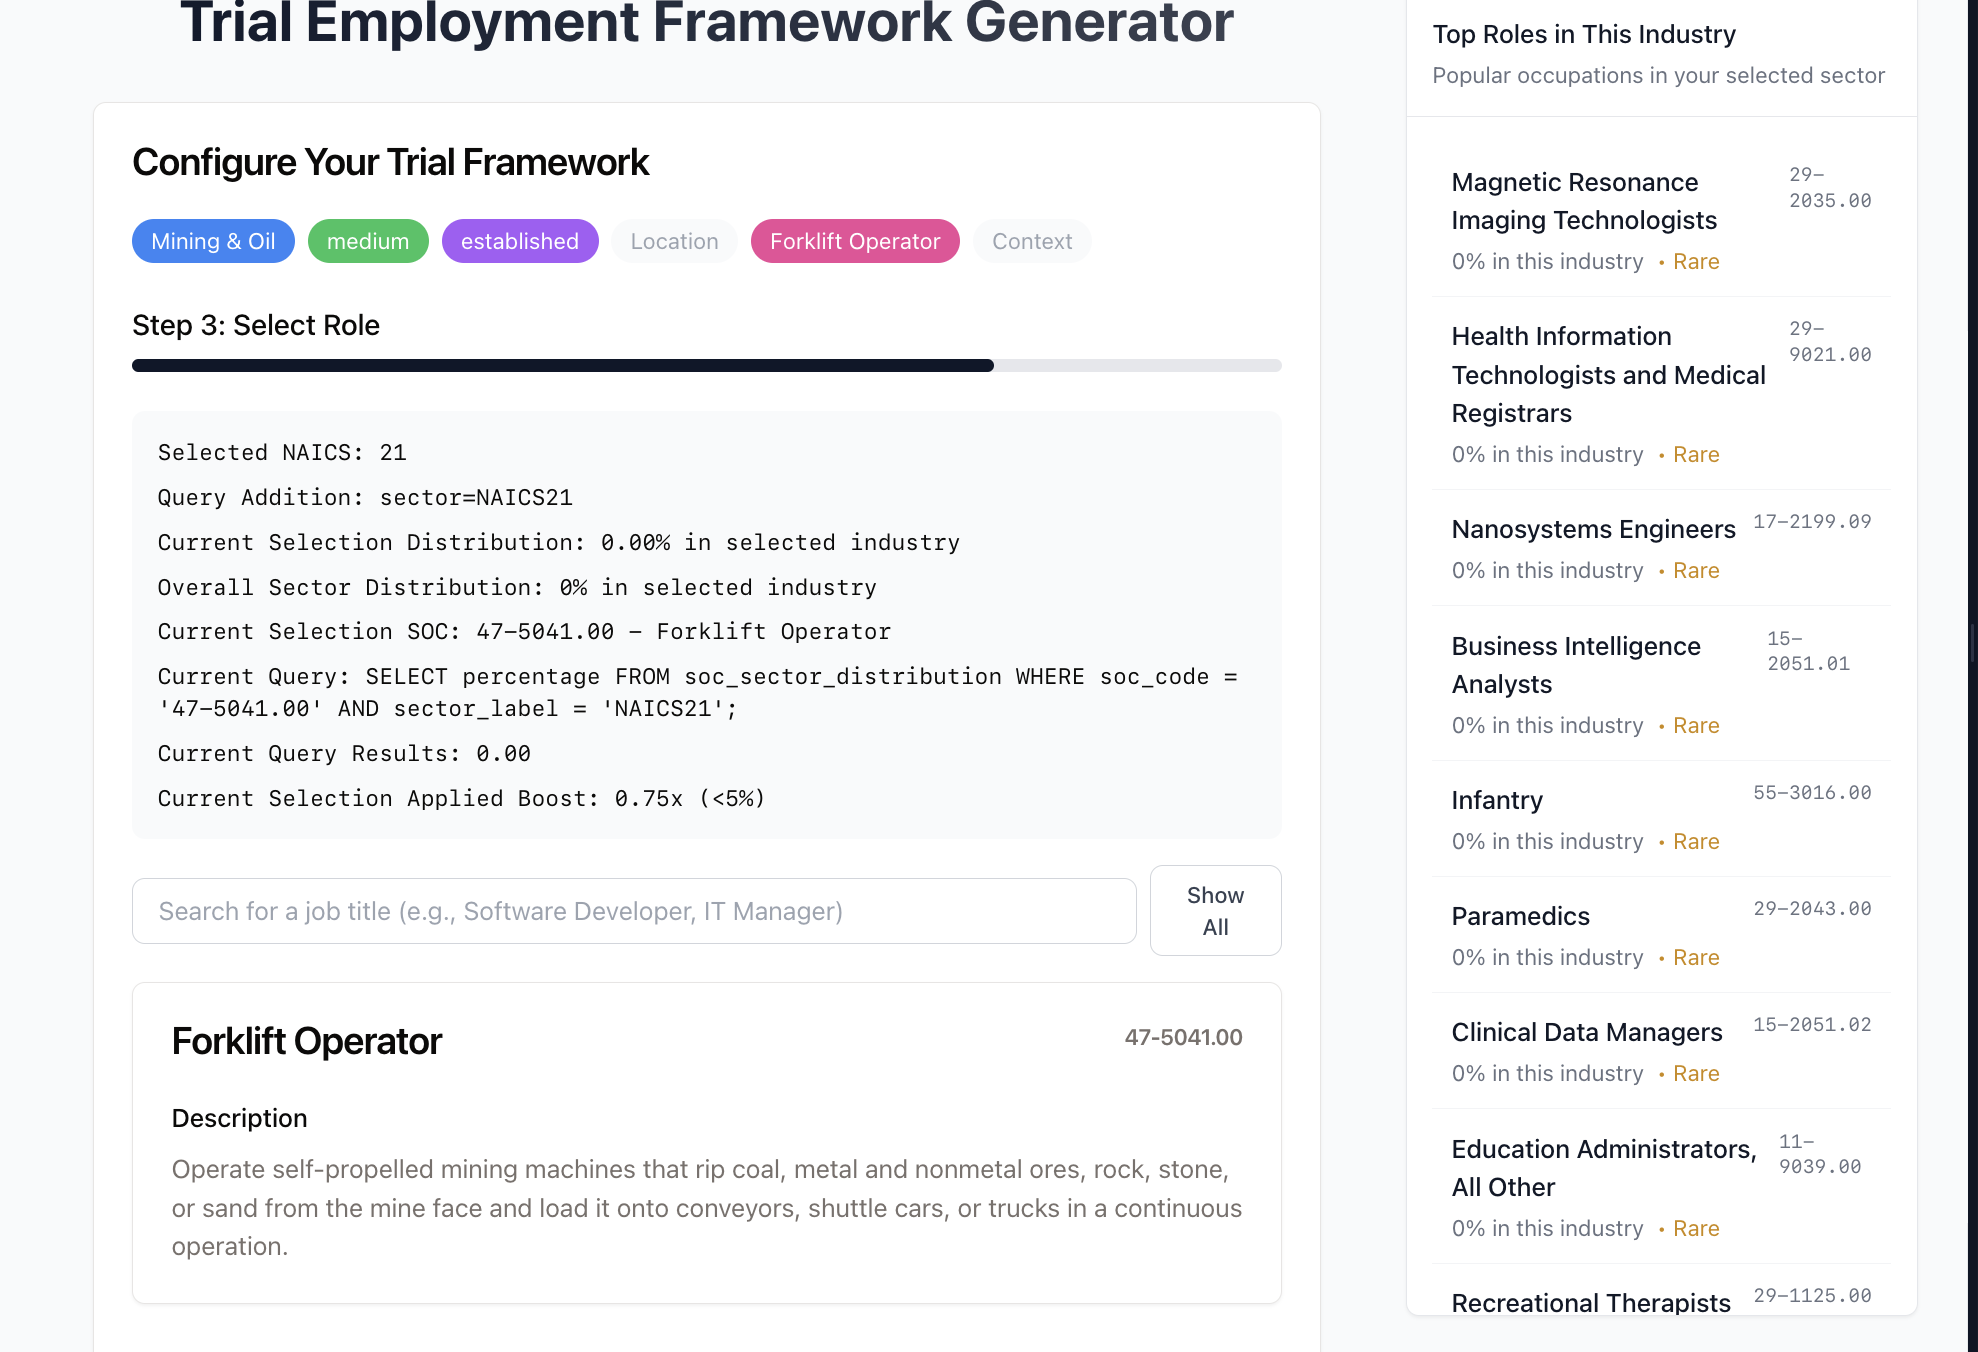 Trial Employment Framework Generator
Configure Your Trial Framework
Mining & Oil
medium
established
Location
Forklift Operator
Context
Step 3: Select Role
Selected NAICS: 21
Query Addition: sector=NAICS21
Current Selection Distribution: 0.00% in selected industry
Overall Sector Distribution: 0% in selected industry
Current Selection SOC: 47-5041.00 - Forklift Operator
Current Query: SELECT percentage FROM soc_sector_distribution WHERE soc_code =
'47-5041.00' AND sector_label = 'NAICS21';
Current Query Results: 0.00
Current Selection Applied Boost: 0.75x (<5%)
Search for a job title (e.g., Software Developer, IT Manager)
Show
All
Forklift Operator
47-5041.00
Description
Operate self-propelled mining machines that rip coal, metal and nonmetal ores, rock, stone,
or sand from the mine face and load it onto conveyors, shuttle cars, or trucks in a continuous
operation.
Top Roles in This Industry
Popular occupations in your selected sector
Magnetic Resonance
Imaging Technologists
29-
2035.00
0% in this industry • Rare
Health Information
Technologists and Medical
Registrars
29-
9021.00
0% in this industry • Rare
Nanosystems Engineers
17-2199.09
0% in this industry • Rare
Business Intelligence
Analysts
15-
2051.01
0% in this industry • Rare
Infantry
55-3016.00
0% in this industry • Rare
Paramedics
29-2043.00
0% in this industry • Rare
Clinical Data Managers
15-2051.02
0% in this industry • Rare
Education Administrators,
All Other
11-
9039.00
0% in this industry • Rare
Recreational Therapists
29-1125.00